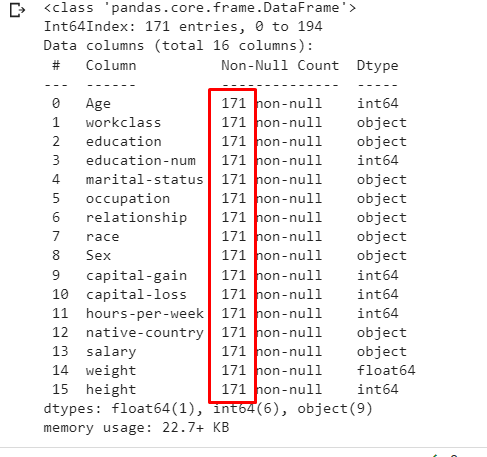 <class 'pandas.core.frame.DataFrame'>
Int64Index: 171 entries, 0 to 194
Data columns (total 16 columns):
 #   Column          Non-Null Count  Dtype
---  ------          --------------  -----
 0   Age             171 non-null    int64
 1   workclass       171 non-null    object
 2   education       171 non-null    object
 3   education-num   171 non-null    int64
 4   marital-status  171 non-null    object
 5   occupation      171 non-null    object
 6   relationship    171 non-null    object
 7   race            171 non-null    object
 8   Sex             171 non-null    object
 9   capital-gain    171 non-null    int64
 10  capital-loss    171 non-null    int64
 11  hours-per-week  171 non-null    int64
 12  native-country  171 non-null    object
 13  salary          171 non-null    object
 14  weight          171 non-null    float64
 15  height          171 non-null    int64
dtypes: float64(1), int64(6), object(9)
memory usage: 22.7+ KB